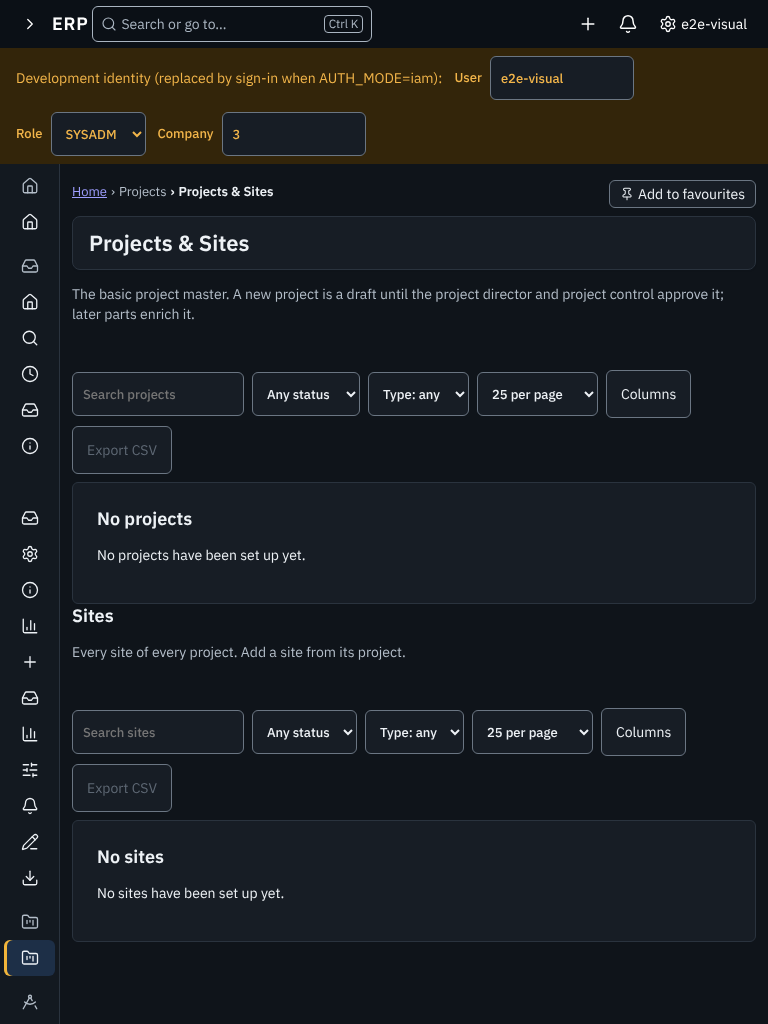 ERP
Search or go to...
Ctrl K
e2e-visual
Development identity (replaced by sign-in when AUTH_MODE=iam): User e2e-visual
Role SYSADM Company 3
Home › Projects › Projects & Sites
Add to favourites
Projects & Sites
The basic project master. A new project is a draft until the project director and project control approve it;
later parts enrich it.
Search projects Any status Type: any 25 per page Columns
Export CSV
No projects
No projects have been set up yet.
Sites
Every site of every project. Add a site from its project.
Search sites Any status Type: any 25 per page Columns
Export CSV
No sites
No sites have been set up yet.